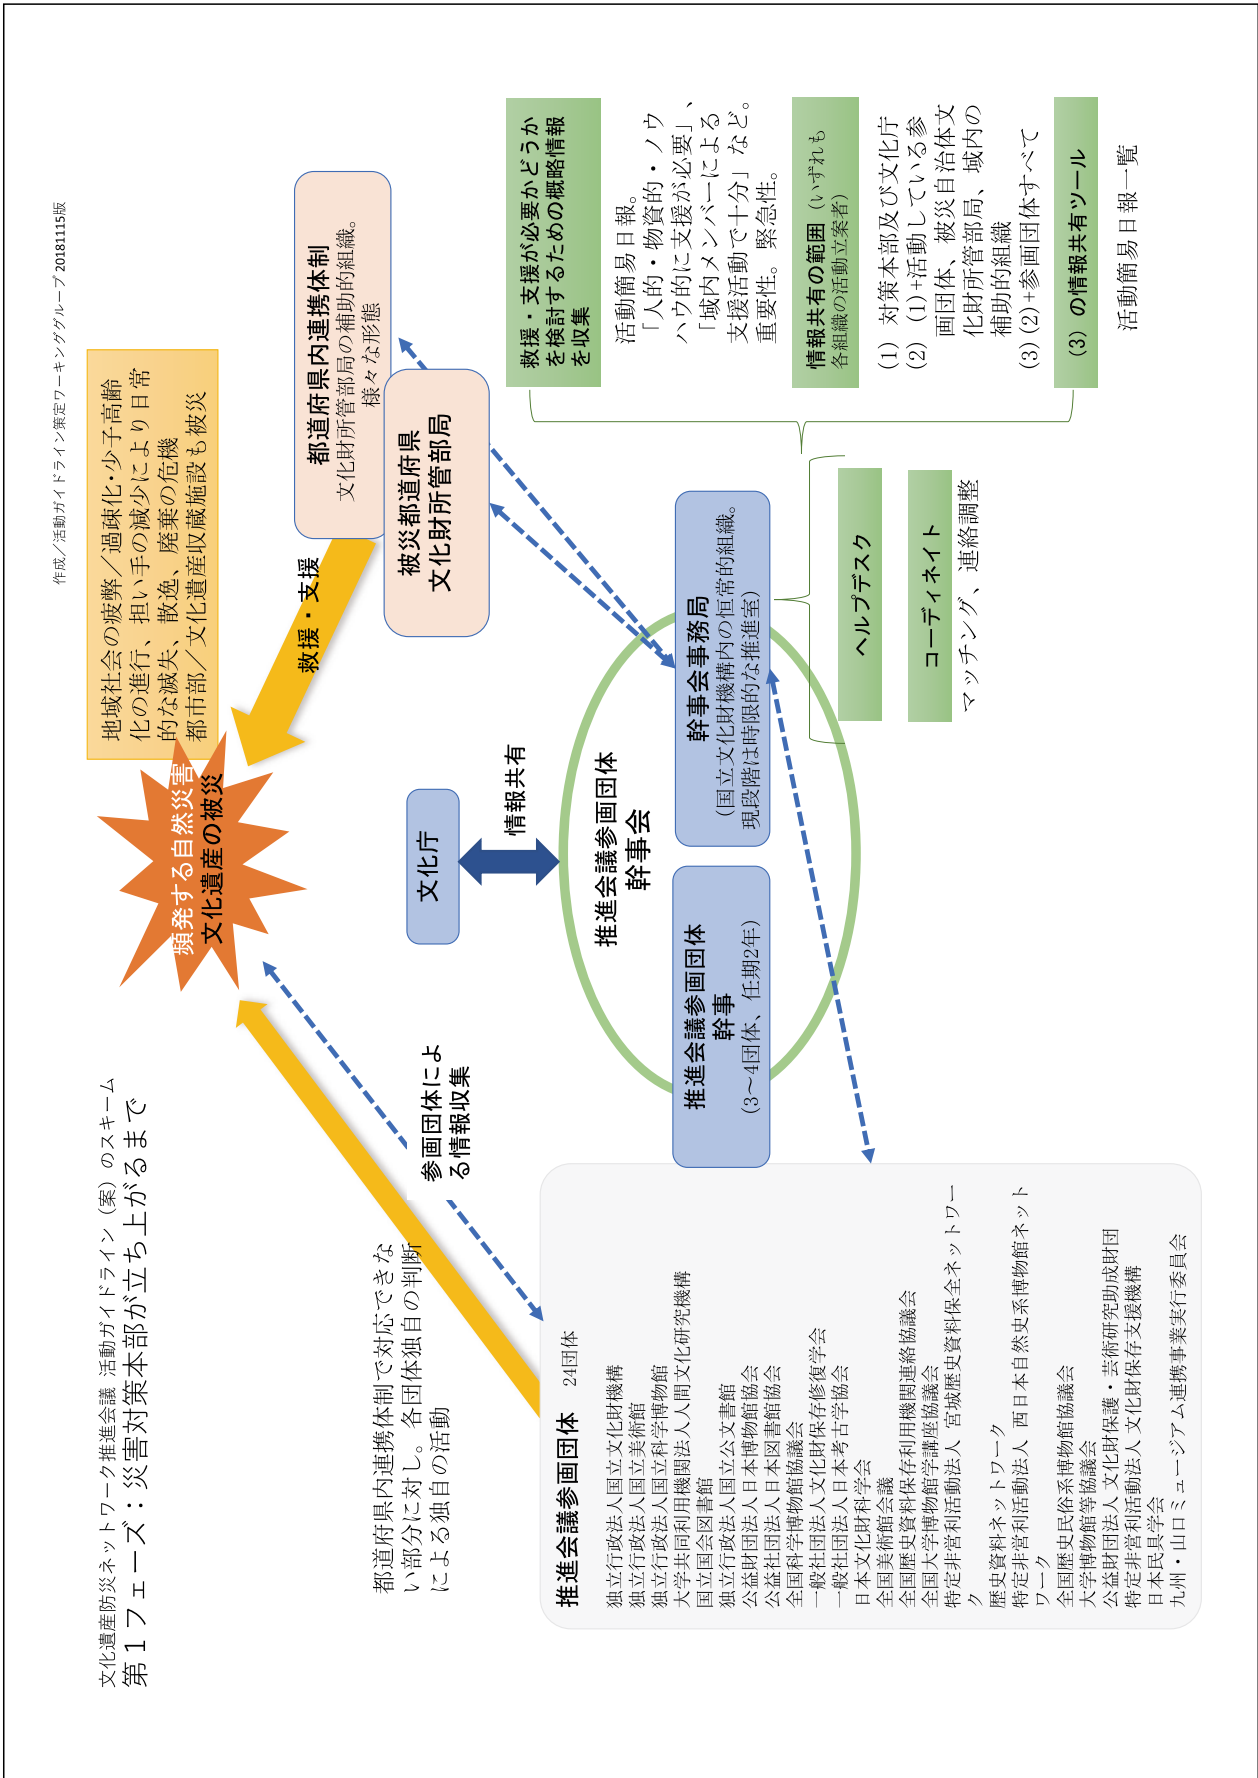 作成／活動ガイドライン策定ワーキンググループ 20181115版
文化遺産防災ネットワーク推進会議 活動ガイドライン（案）のスキーム
第１フェーズ：災害対策本部が立ち上がるまで
頻発する自然災害
文化遺産の被災
地域社会の疲弊／過疎化・少子高齢
化の進行、担い手の減少により日常
的な滅失、散逸、廃棄の危機
都市部／文化遺産収蔵施設も被災
救援・支援
都道府県内連携体制
文化財所管部局の補助的組織。
様々な形態
被災都道府県
文化財所管部局
文化庁
情報共有
参画団体によ
る情報収集
都道府県内連携体制で対応できな
い部分に対し。各団体独自の判断
による独自の活動
推進会議参画団体
幹事会
推進会議参画団体
幹事
（3～4団体、任期2年）
幹事会事務局
（国立文化財機構内の恒常的組織。
現段階は時限的な推進室）
推進会議参画団体　24団体
独立行政法人国立文化財機構
独立行政法人国立美術館
独立行政法人国立科学博物館
大学共同利用機関法人人間文化研究機構
国立国会図書館
独立行政法人国立公文書館
公益財団法人日本博物館協会
公益社団法人日本図書館協会
全国科学博物館協議会
一般社団法人文化財保存修復学会
一般社団法人日本考古学協会
日本文化財科学会
全国美術館会議
全国歴史資料保存利用機関連絡協議会
全国大学博物館学講座協議会
特定非営利活動法人 宮城歴史資料保全ネットワー
ク
歴史資料ネットワーク
特定非営利活動法人 西日本自然史系博物館ネット
ワーク
全国歴史民俗系博物館協議会
大学博物館等協議会
公益財団法人 文化財保護・芸術研究助成財団
特定非営利活動法人 文化財保存支援機構
日本民具学会
九州・山口ミュージアム連携事業実行委員会
ヘルプデスク
コーディネイト
マッチング、連絡調整
救援・支援が必要かどうか
を検討するための概略情報
を収集
活動簡易日報。
「人的・物資的・ノウ
ハウ的に支援が必要」、
「域内メンバーによる
支援活動で十分」など。
重要性。緊急性。
情報共有の範囲（いずれも
各組織の活動立案者）
(1) 対策本部及び文化庁
(2) (1)+活動している参
画団体、被災自治体文
化財所管部局、域内の
補助的組織
(3) (2)+参画団体すべて
（3）の情報共有ツール
活動簡易日報一覧